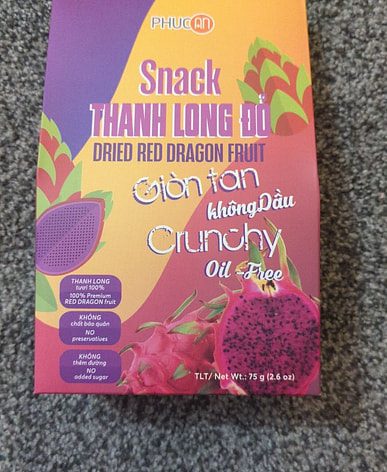 PHUCAN
Snack
THANH LONG ĐỎ
DRIED RED DRAGON FRUIT
Giòn tan
không Dầu
Crunchy
Oil -Free
THANH LONG
tươi 100%
100% Premium
RED DRAGON fruit
KHÔNG
chất bảo quản
NO
preservatives
KHÔNG
thêm đường
NO
added sugar
TLT/ Net Wt.: 75 g (2.6 oz)